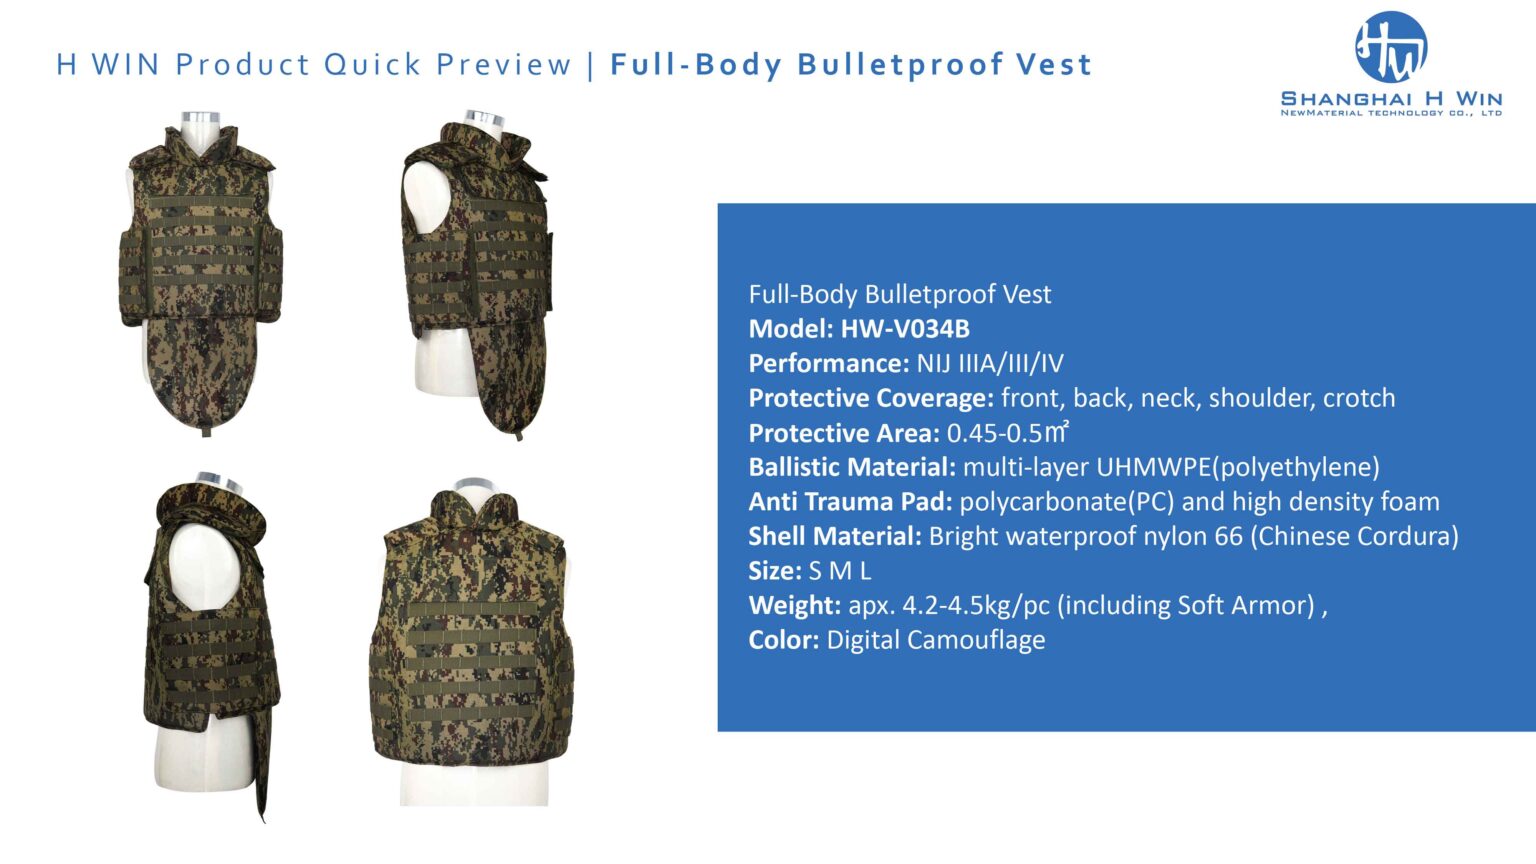 H WIN Product Quick Preview | Full-Body Bulletproof Vest
HW
SHANGHAI H WIN
NEWMATERIAL TECHNOLOGY CO., LTD
Full-Body Bulletproof Vest
Model: HW-V034B
Performance: NIJ IIIA/III/IV
Protective Coverage: front, back, neck, shoulder, crotch
Protective Area: 0.45-0.5㎡
Ballistic Material: multi-layer UHMWPE(polyethylene)
Anti Trauma Pad: polycarbonate(PC) and high density foam
Shell Material: Bright waterproof nylon 66 (Chinese Cordura)
Size: S M L
Weight: apx. 4.2-4.5kg/pc (including Soft Armor) ,
Color: Digital Camouflage